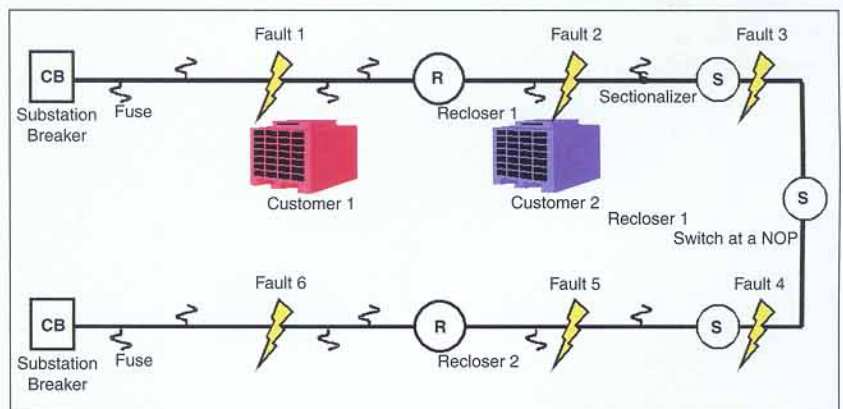 Fault 1
Fault 2
Fault 3
CB
R
S
Fuse
Recloser 1
Sectionalizer
Substation
Breaker
Customer 1
Customer 2
S
Recloser 1
Switch at a NOP
Fault 6
Fault 5
Fault 4
CB
R
S
Fuse
Recloser 2
Substation
Breaker